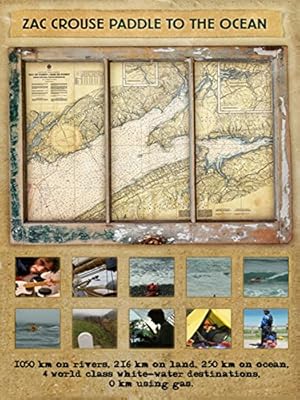 ZAC CROUSE PADDLE TO THE OCEAN
1050 km on rivers, 216 km on land, 250 km on ocean,
4 world class white-water destinations,
0 km using gas.